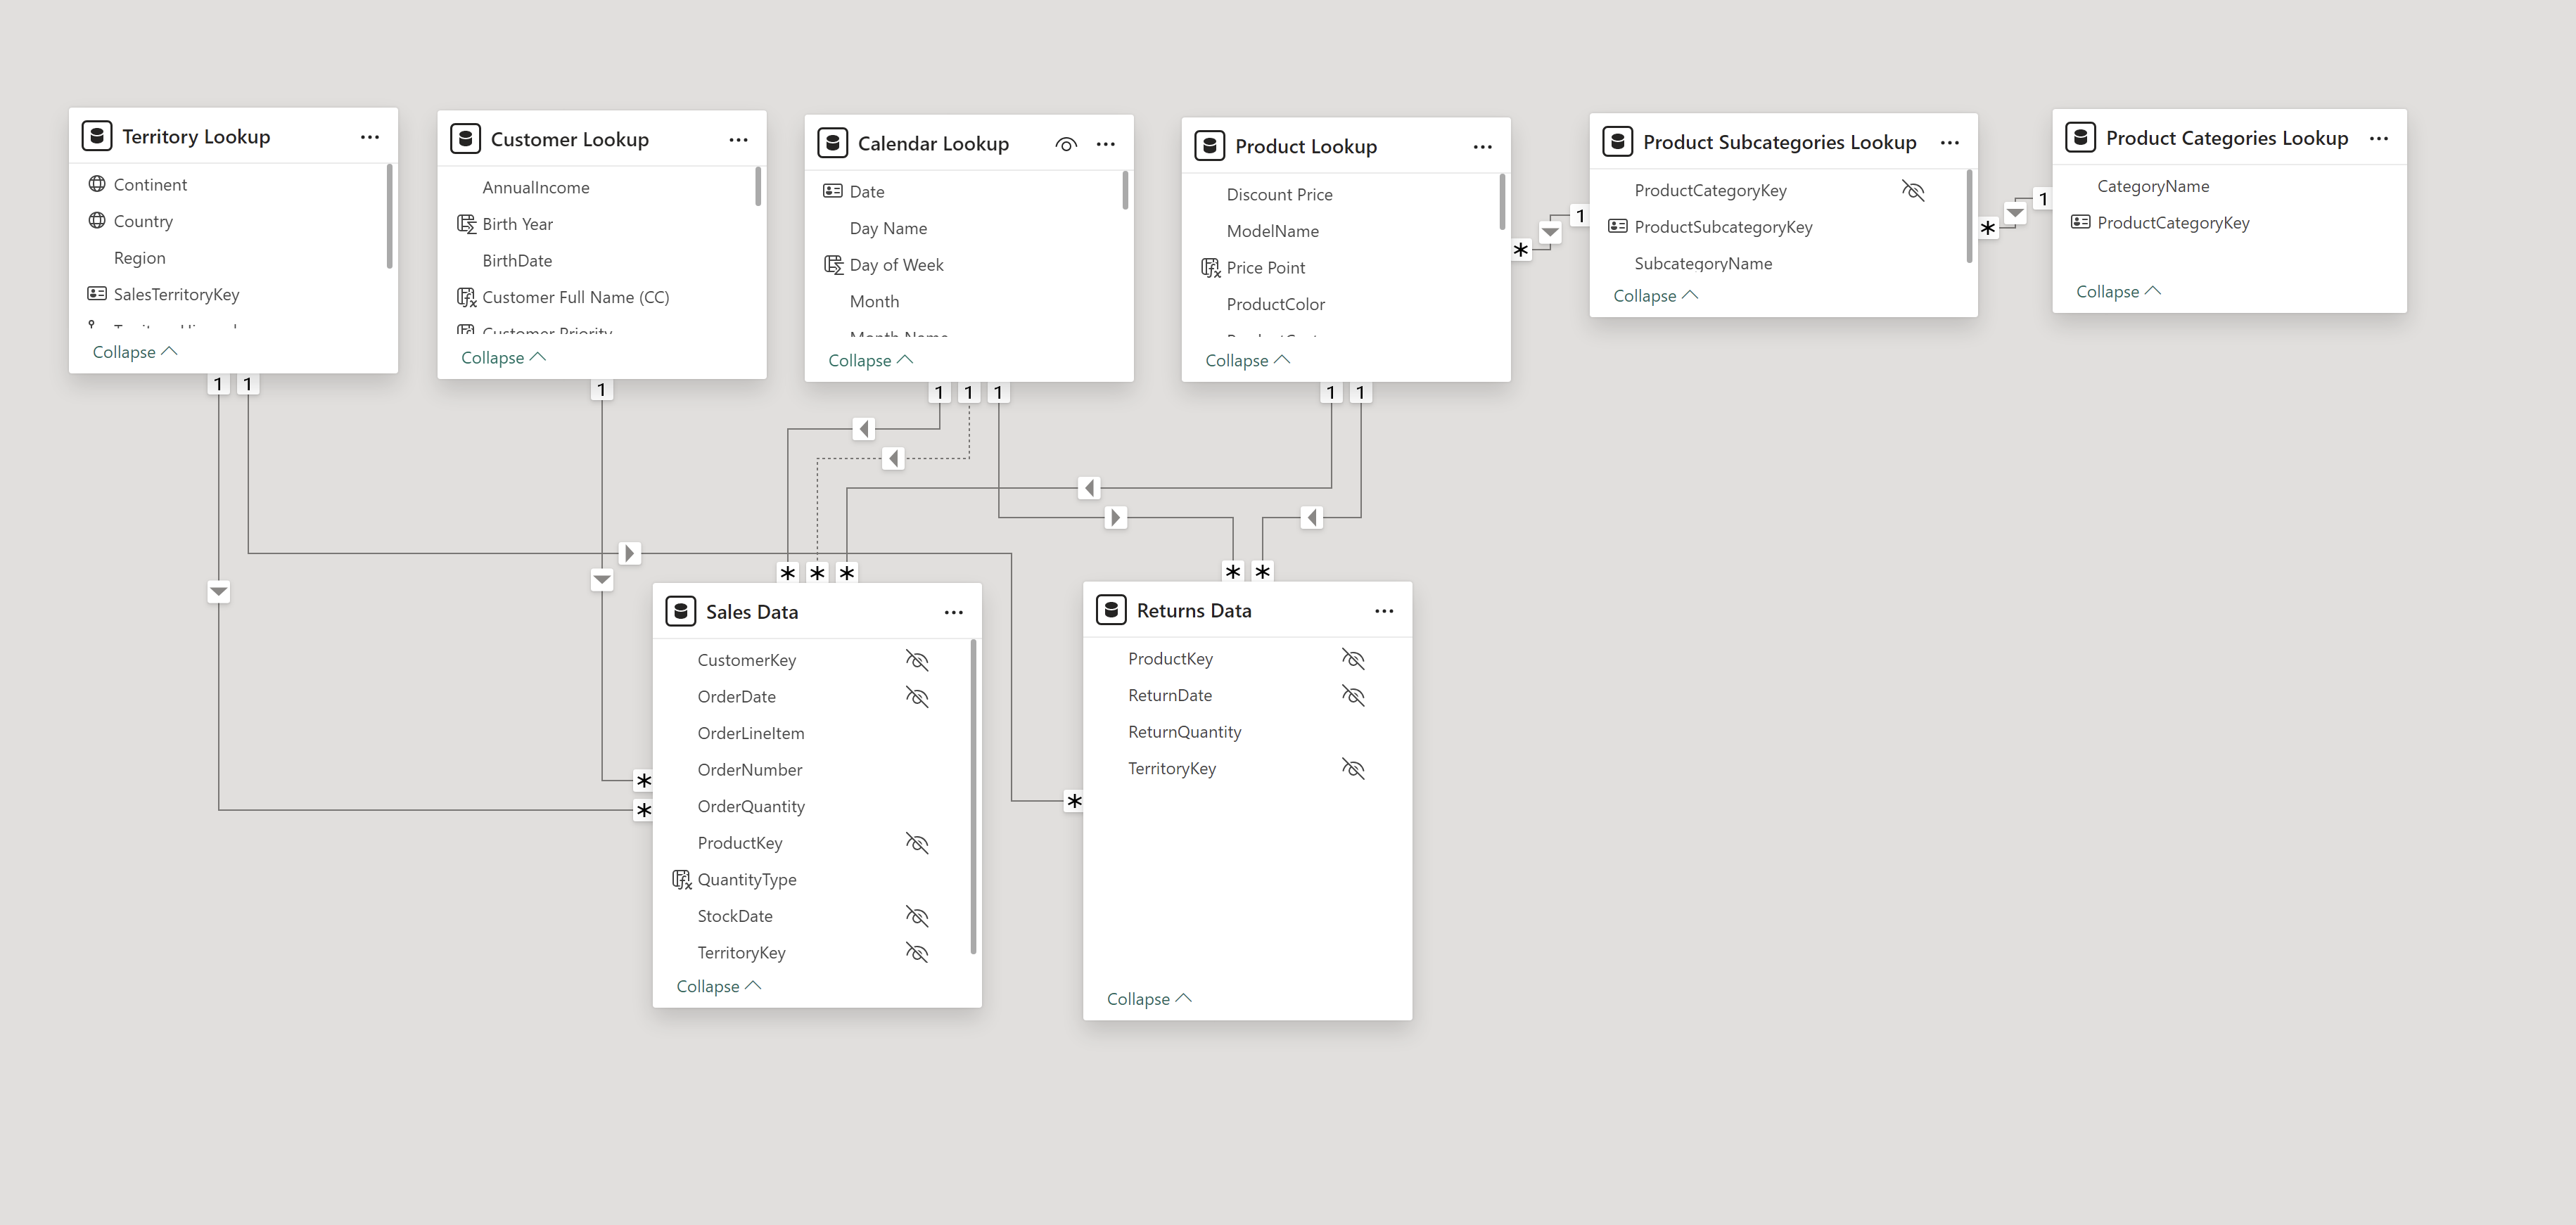 Territory Lookup
Continent
Country
Region
SalesTerritoryKey
Collapse
Customer Lookup
AnnualIncome
Birth Year
BirthDate
Customer Full Name (CC)
Customer Priority
Collapse
Calendar Lookup
Date
Day Name
Day of Week
Month
Month Name
Collapse
Product Lookup
Discount Price
ModelName
Price Point
ProductColor
Collapse
Product Subcategories Lookup
ProductCategoryKey
ProductSubcategoryKey
SubcategoryName
Collapse
Product Categories Lookup
CategoryName
ProductCategoryKey
Collapse
* 1
* 1
1 1
1
1 1 1
1 1
* * *
* *
*
*
*
Sales Data
CustomerKey
OrderDate
OrderLineItem
OrderNumber
OrderQuantity
ProductKey
QuantityType
StockDate
TerritoryKey
Collapse
Returns Data
ProductKey
ReturnDate
ReturnQuantity
TerritoryKey
Collapse